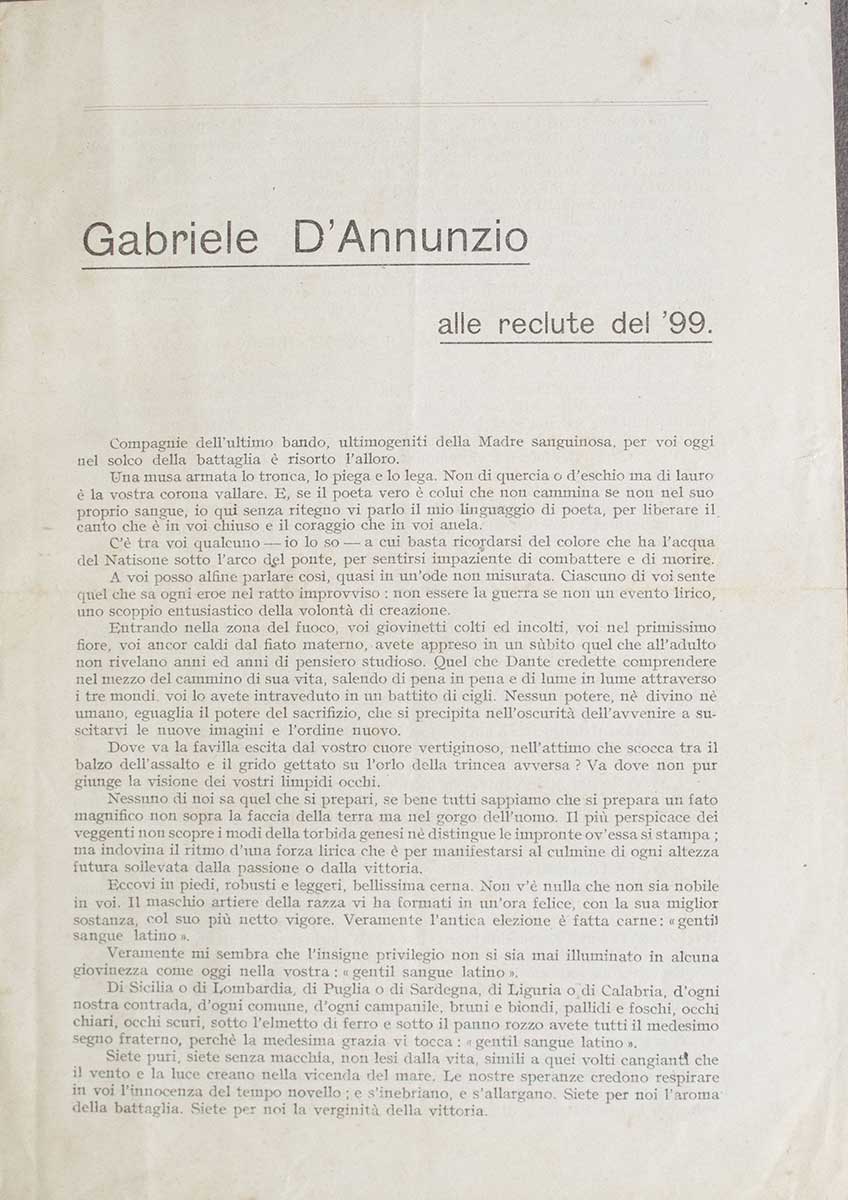 Gabriele D'Annunzio
alle reclute del '99.
Compagnie dell'ultimo bando, ultimogeniti della Madre sanguinosa, per voi oggi
nel solco della battaglia è risorto l'alloro.
Una musa armata lo tronca, lo piega e lo lega. Non di quercia o d'eschio ma di lauro
è la vostra corona vallare. E, se il poeta vero è colui che non cammina se non nel suo
proprio sangue, io qui senza ritegno vi parlo il mio linguaggio di poeta, per liberare il
canto che è in voi chiuso e il coraggio che in voi anela.
C'è tra voi qualcuno — io lo so — a cui basta ricordarsi del colore che ha l'acqua
del Natisone sotto l'arco del ponte, per sentirsi impaziente di combattere e di morire.
A voi posso alfine parlare così, quasi in un'ode non misurata. Ciascuno di voi sente
quel che sa ogni eroe nel ratto improvviso : non essere la guerra se non un evento lirico,
uno scoppio entusiastico della volontà di creazione.
Entrando nella zona del fuoco, voi giovinetti colti ed incolti, voi nel primissimo
fiore, voi ancor caldi dal fiato materno, avete appreso in un sùbito quel che all'adulto
non rivelano anni ed anni di pensiero studioso. Quel che Dante credette comprendere
nel mezzo del cammino di sua vita, salendo di pena in pena e di lume in lume attraverso
i tre mondi, voi lo avete intraveduto in un battito di cigli. Nessun potere, nè divino nè
umano, eguaglia il potere del sacrifizio, che si precipita nell'oscurità dell'avvenire a su-
scitarvi le nuove imagini e l'ordine nuovo.
Dove va la favilla escita dal vostro cuore vertiginoso, nell'attimo che scocca tra il
balzo dell'assalto e il grido gettato su l'orlo della trincea avversa ? Va dove non pur
giunge la visione dei vostri limpidi occhi.
Nessuno di noi sa quel che si prepari, se bene tutti sappiamo che si prepara un fato
magnifico non sopra la faccia della terra ma nel gorgo dell'uomo. Il più perspicace dei
veggenti non scopre i modi della torbida genesi nè distingue le impronte ov'essa si stampa ;
ma indovina il ritmo d'una forza lirica che è per manifestarsi al culmine di ogni altezza
futura sollevata dalla passione o dalla vittoria.
Eccovi in piedi, robusti e leggeri, bellissima cerna. Non v'è nulla che non sia nobile
in voi. Il maschio artiere della razza vi ha formati in un'ora felice, con la sua miglior
sostanza, col suo più netto vigore. Veramente l'antica elezione è fatta carne: « gentil
sangue latino ».
Veramente mi sembra che l'insigne privilegio non si sia mai illuminato in alcuna
giovinezza come oggi nella vostra : « gentil sangue latino ».
Di Sicilia o di Lombardia, di Puglia o di Sardegna, di Liguria o di Calabria, d'ogni
nostra contrada, d'ogni comune, d'ogni campanile, bruni e biondi, pallidi e foschi, occhi
chiari, occhi scuri, sotto l'elmetto di ferro e sotto il panno rozzo avete tutti il medesimo
segno fraterno, perchè la medesima grazia vi tocca : « gentil sangue latino ».
Siete puri, siete senza macchia, non lesi dalla vita, simili a quei volti cangianti che
il vento e la luce creano nella vicenda del mare. Le nostre speranze credono respirare
in voi l'innocenza del tempo novello ; e s'inebriano, e s'allargano. Siete per noi l'aroma
della battaglia. Siete per noi la verginità della vittoria.